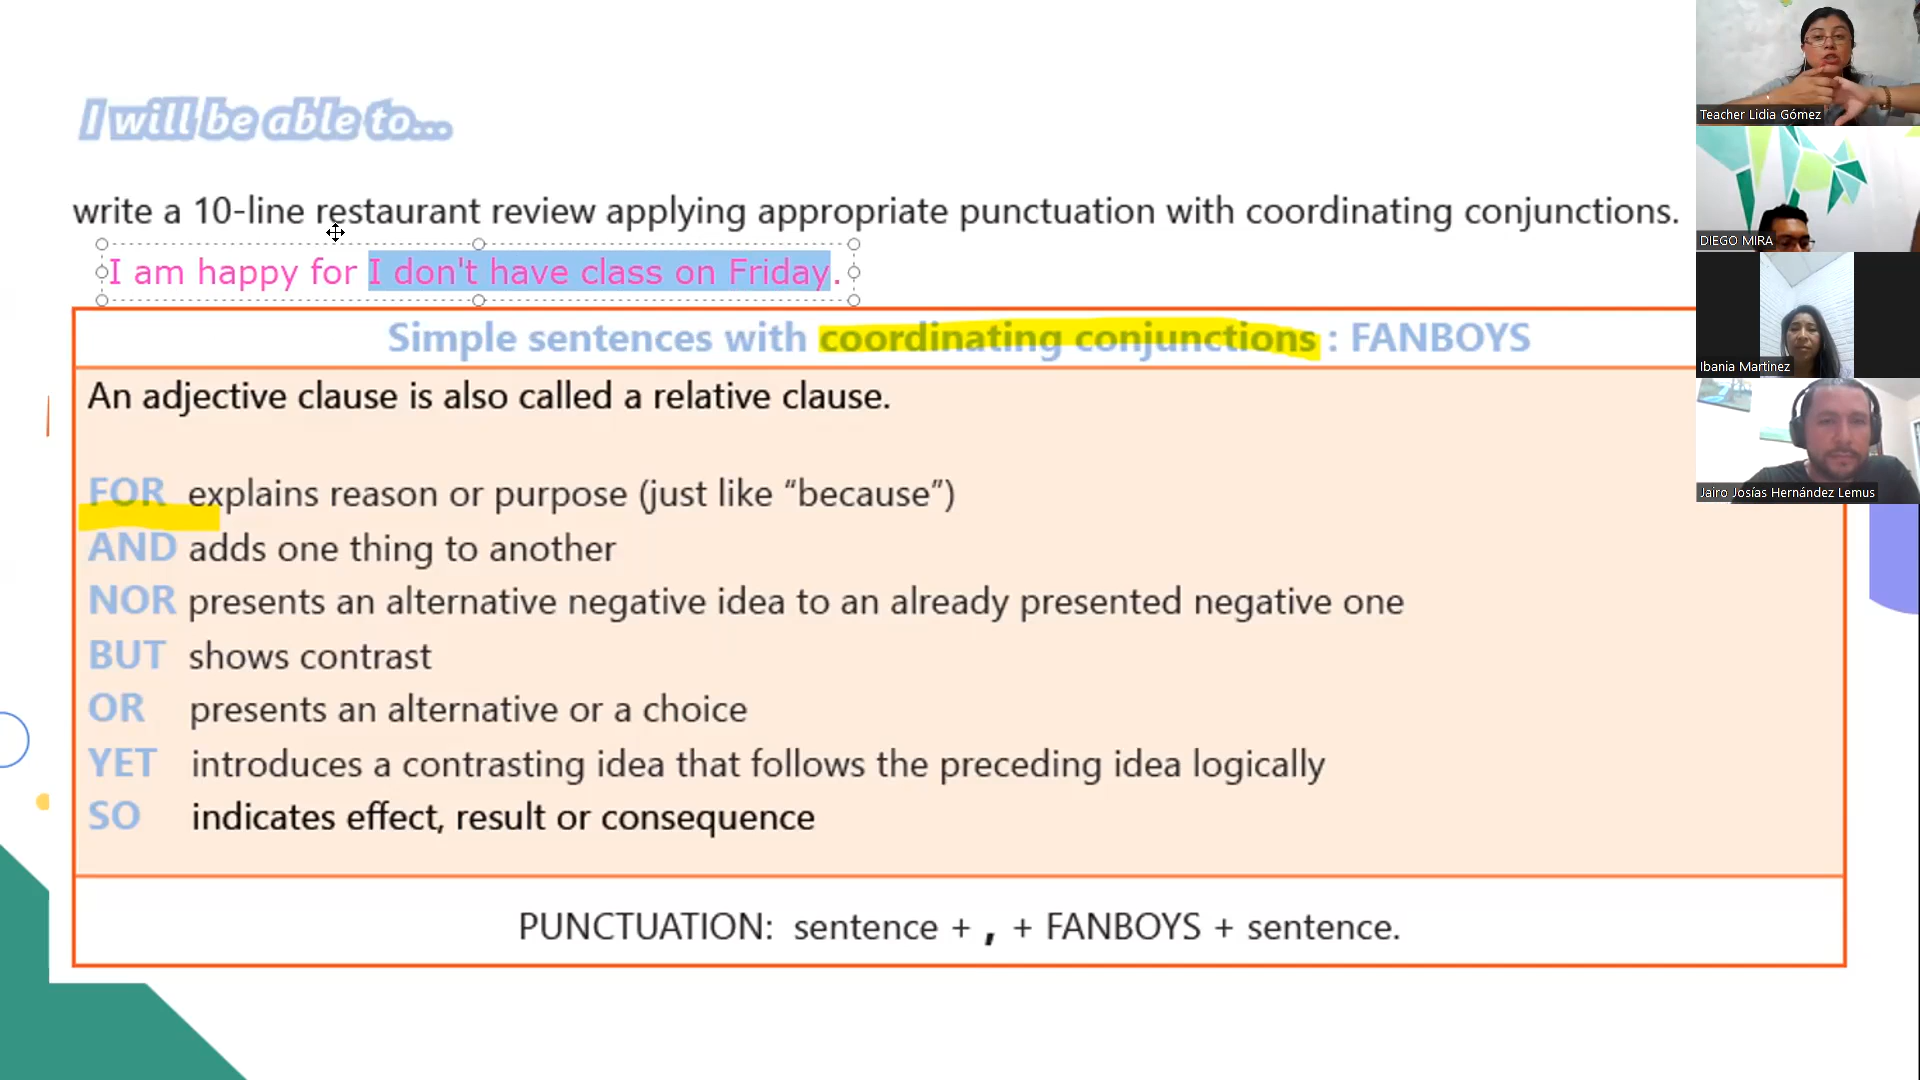 I will be able to...
write a 10-line restaurant review applying appropriate punctuation with coordinating conjunctions.
I am happy for I don't have class on Friday.
Simple sentences with coordinating conjunctions : FANBOYS
An adjective clause is also called a relative clause.
FOR explains reason or purpose (just like “because”)
AND adds one thing to another
NOR presents an alternative negative idea to an already presented negative one
BUT shows contrast
OR presents an alternative or a choice
YET introduces a contrasting idea that follows the preceding idea logically
SO indicates effect, result or consequence
PUNCTUATION: sentence + , + FANBOYS + sentence.
Teacher Lidia Gómez
DIEGO MIRA
Ibania Martinez
Jairo Josías Hernández Lemus